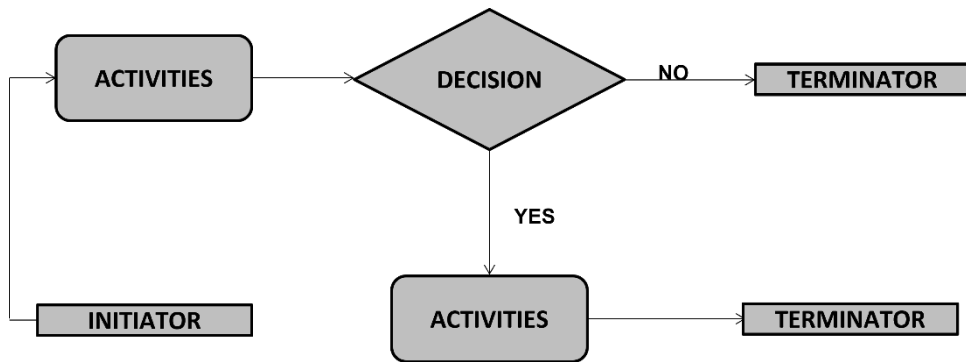 ACTIVITIES
DECISION
NO
TERMINATOR
YES
INITIATOR
ACTIVITIES
TERMINATOR